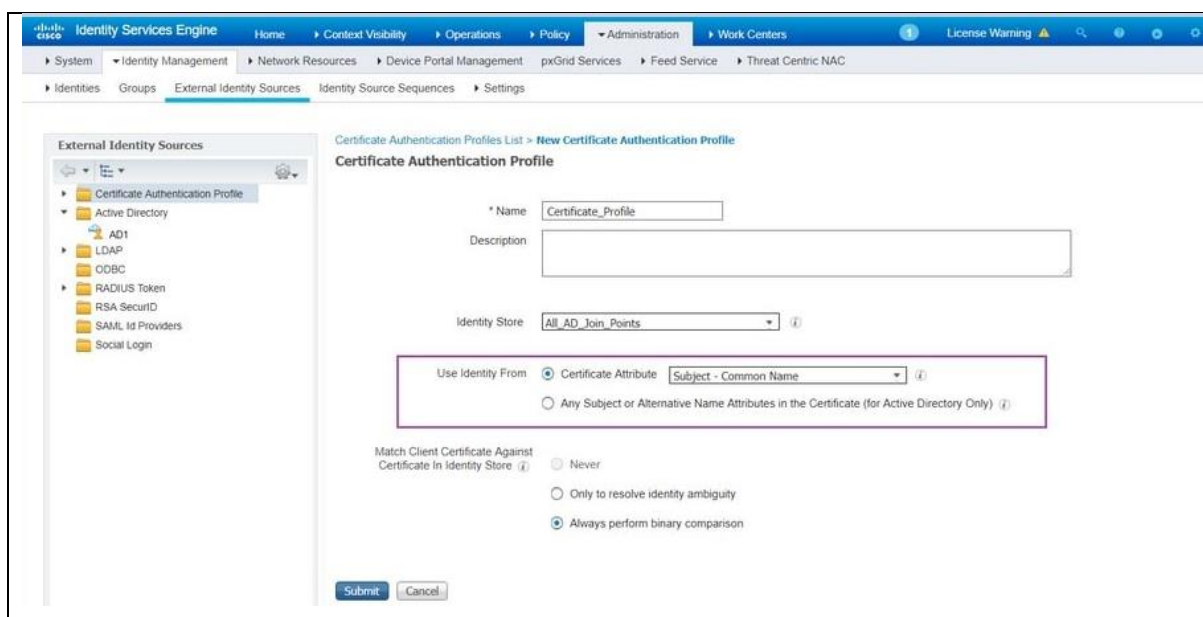 cisco Identity Services Engine Home Context Visibility Operations Policy Administration Work Centers 1 License Warning
System Identity Management Network Resources Device Portal Management pxGrid Services Feed Service Threat Centric NAC
Identities Groups External Identity Sources Identity Source Sequences Settings
External Identity Sources
Certificate Authentication Profile
Active Directory
AD1
LDAP
ODBC
RADIUS Token
RSA SecurID
SAML Id Providers
Social Login
Certificate Authentication Profiles List > New Certificate Authentication Profile
Certificate Authentication Profile
* Name Certificate_Profile
Description
Identity Store All_AD_Join_Points
Use Identity From Certificate Attribute Subject - Common Name
Any Subject or Alternative Name Attributes in the Certificate (for Active Directory Only)
Match Client Certificate Against
Certificate In Identity Store Never
Only to resolve identity ambiguity
Always perform binary comparison
Submit Cancel